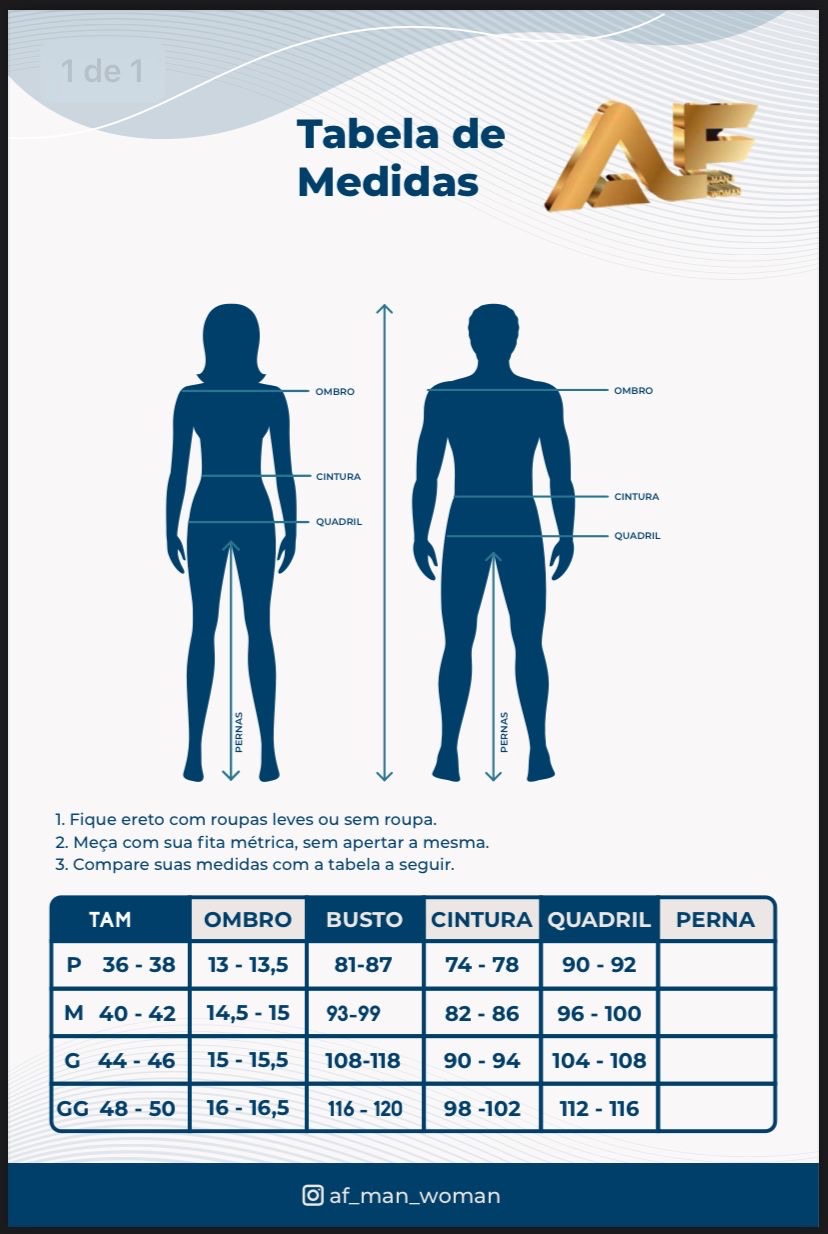 1 de 1
Tabela de
Medidas
AE
MAN
WOMAN
OMBRO
OMBRO
CINTURA
CINTURA
QUADRIL
QUADRIL
PERNAS
PERNAS
1. Fique ereto com roupas leves ou sem roupa.
2. Meça com sua fita métrica, sem apertar a mesma.
3. Compare suas medidas com a tabela a seguir.
TAM OMBRO BUSTO CINTURA QUADRIL PERNA
P 36 - 38 13 - 13,5 81-87 74 - 78 90 - 92
M 40 - 42 14,5 - 15 93-99 82 - 86 96 - 100
G 44 - 46 15 - 15,5 108-118 90 - 94 104 - 108
GG 48 - 50 16 - 16,5 116 - 120 98 -102 112 - 116
af_man_woman